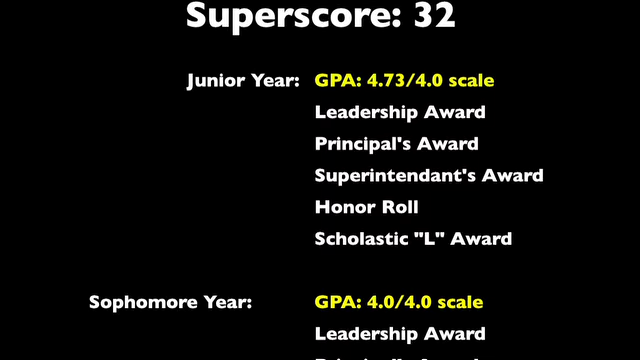 Superscore: 32
Junior Year: GPA: 4.73/4.0 scale
Leadership Award
Principal's Award
Superintendant's Award
Honor Roll
Scholastic "L" Award
Sophomore Year: GPA: 4.0/4.0 scale
Leadership Award